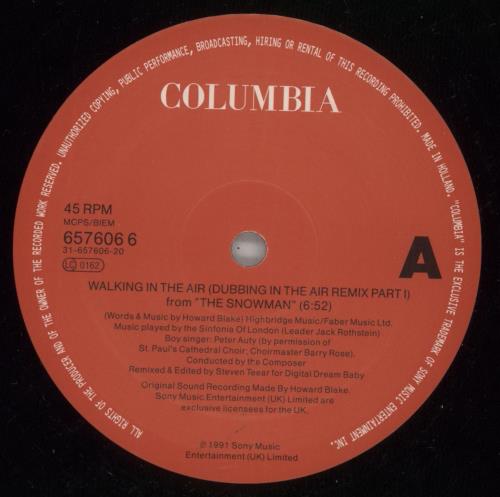 ALL RIGHTS OF THE PRODUCER AND OF THE OWNER OF THE RECORDED WORK RESERVED. UNAUTHORIZED COPYING, PUBLIC PERFORMANCE, BROADCASTING, HIRING OR RENTAL OF THIS RECORDING PROHIBITED. MADE IN HOLLAND. "COLUMBIA" IS THE EXCLUSIVE TRADEMARK OF SONY MUSIC ENTERTAINMENT INC.
COLUMBIA
45 RPM
MCPS/BIEM
657606 6
31-657606-20
LC 0162
A
WALKING IN THE AIR (DUBBING IN THE AIR REMIX PART I)
from "THE SNOWMAN" (6:52)
(Words & Music by Howard Blake) Highbridge Music/Faber Music Ltd.
Music played by the Sinfonia Of London (Leader Jack Rothstein)
Boy singer: Peter Auty (by permission of
St. Paul's Cathedral Choir; Choirmaster Barry Rose).
Conducted by the Composer
Remixed & Edited by Steven Teear for Digital Dream Baby
Original Sound Recording Made By Howard Blake.
Sony Music Entertainment (UK) Limited are
exclusive licensees for the UK.
℗ 1991 Sony Music
Entertainment (UK) Limited